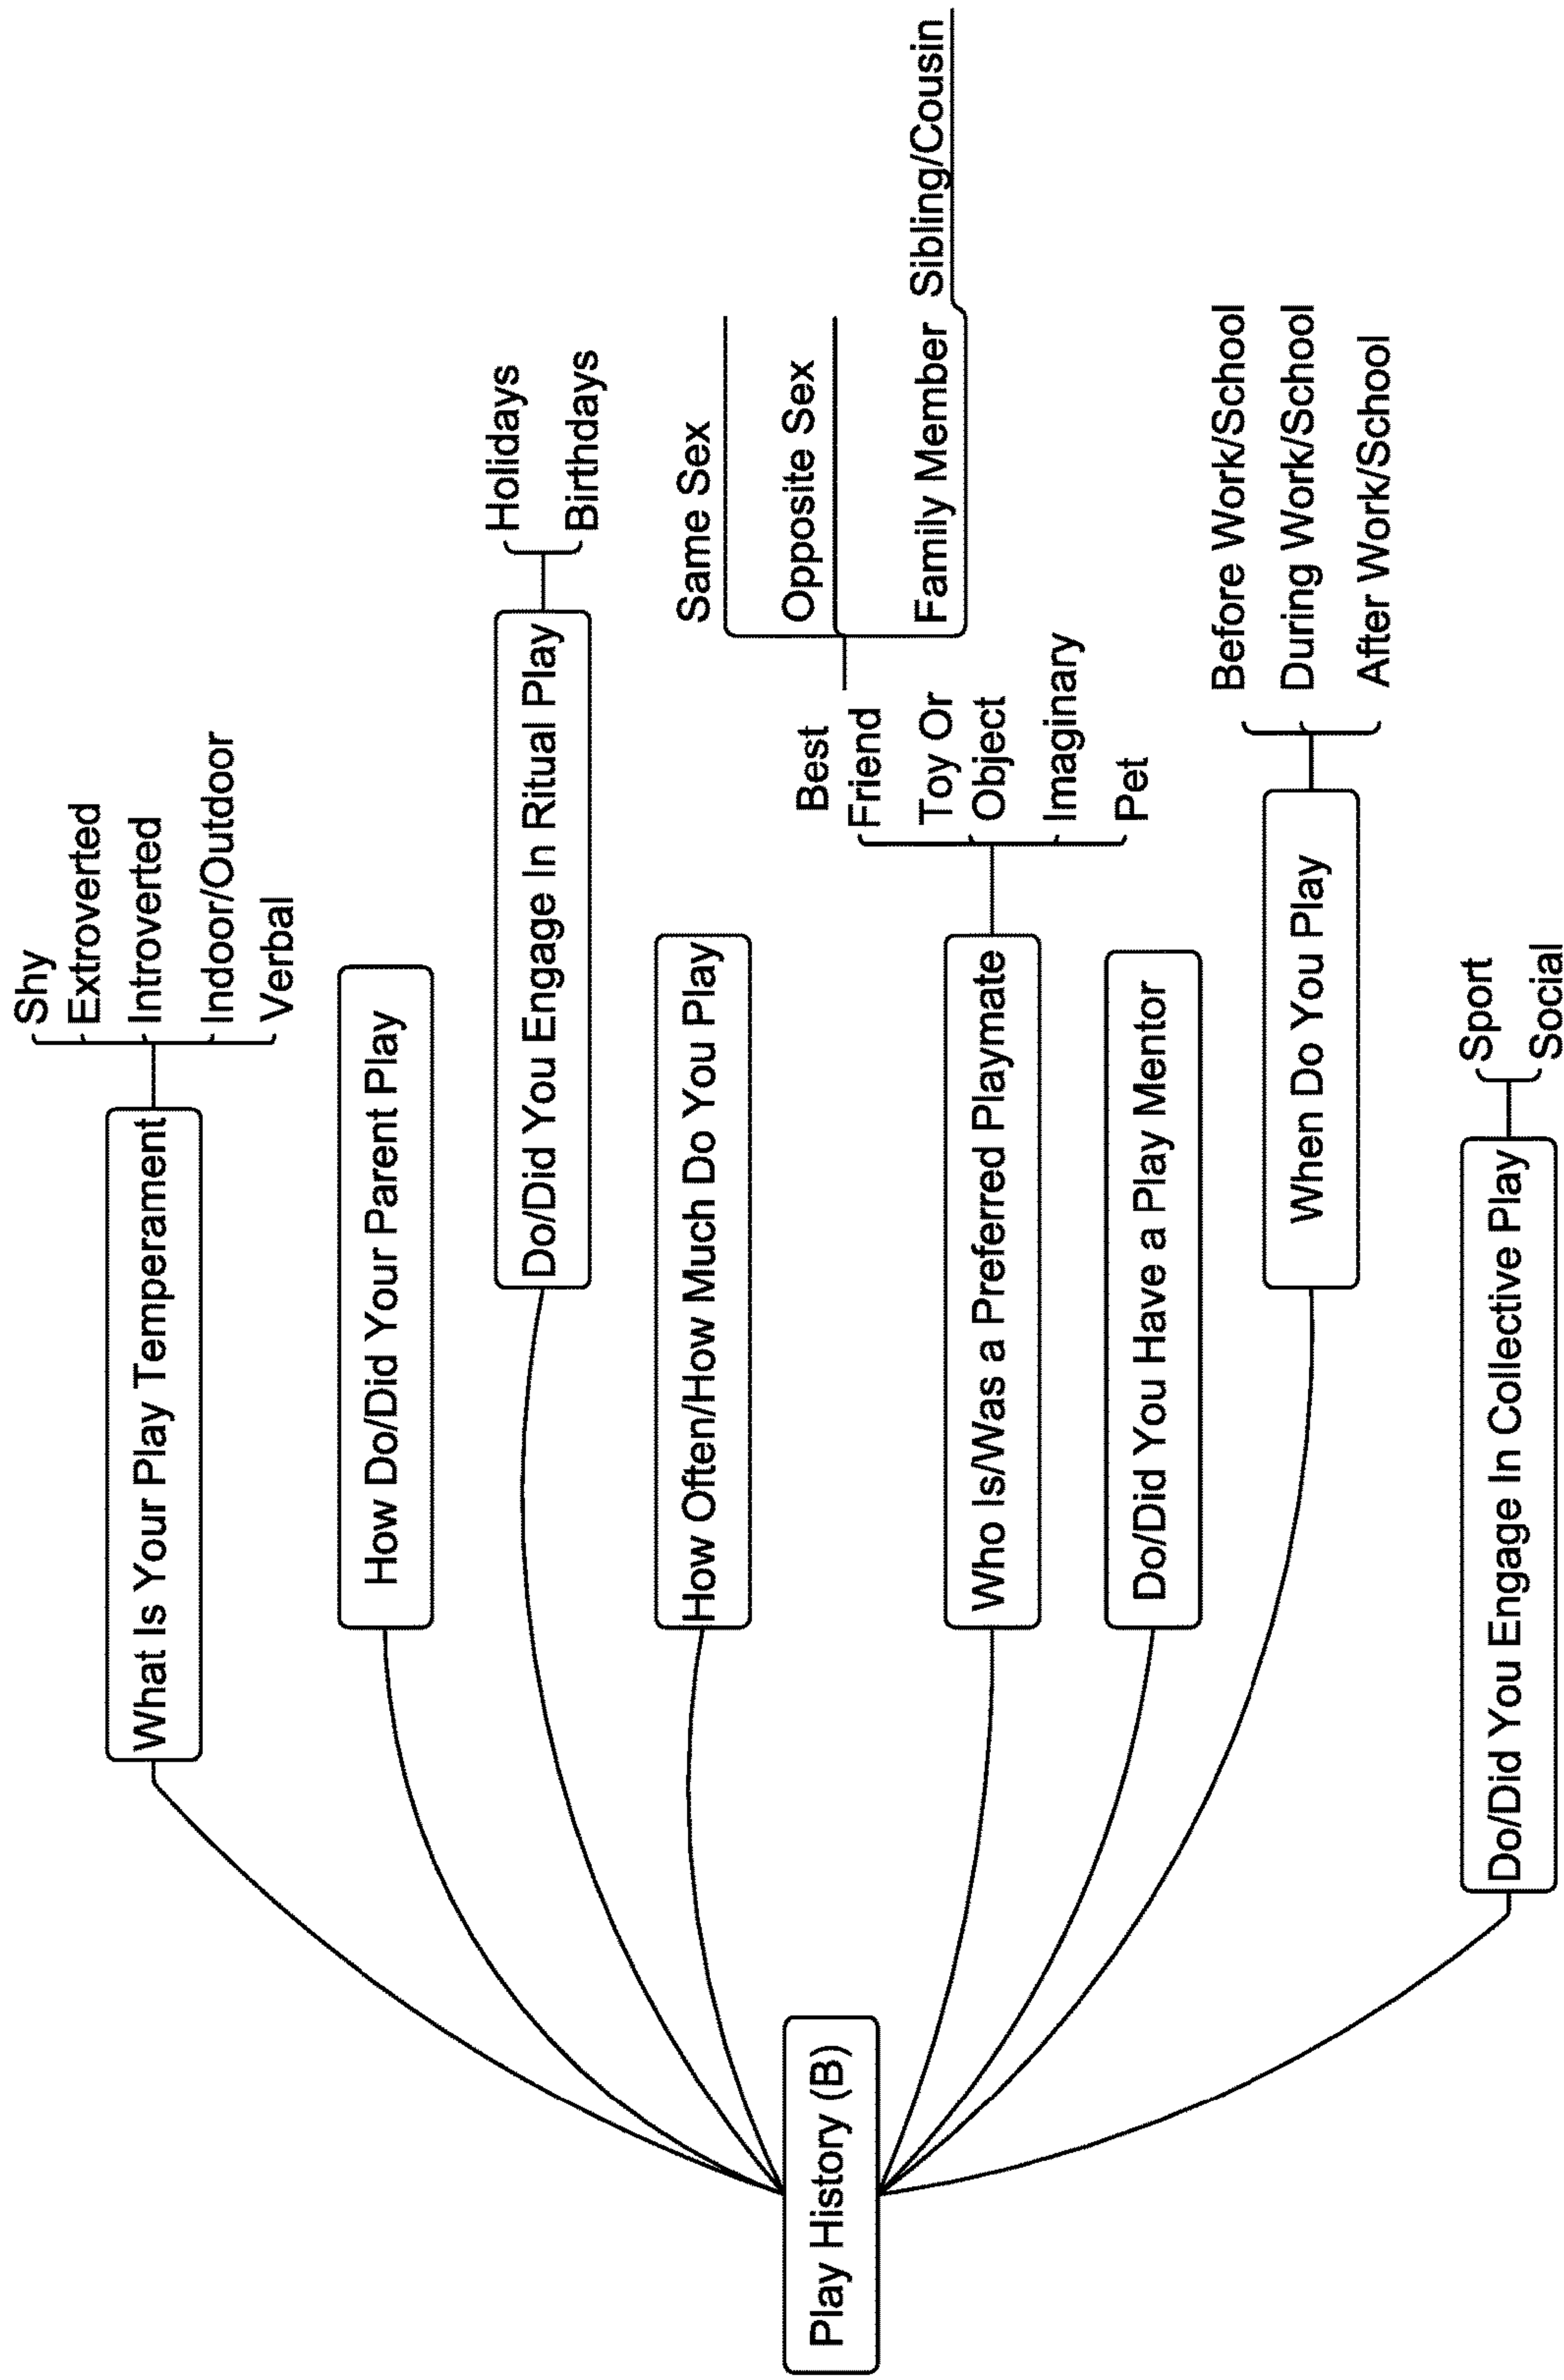 Play History (B)
What Is Your Play Temperament
Shy
Extroverted
Introverted
Indoor/Outdoor
Verbal
How Do/Did Your Parent Play
Do/Did You Engage In Ritual Play
Holidays
Birthdays
How Often/How Much Do You Play
Who Is/Was a Preferred Playmate
Best
Friend
Same Sex
Opposite Sex
Family Member
Sibling/Cousin
Toy Or
Object
Imaginary
Pet
Do/Did You Have a Play Mentor
When Do You Play
Before Work/School
During Work/School
After Work/School
Do/Did You Engage In Collective Play
Sport
Social